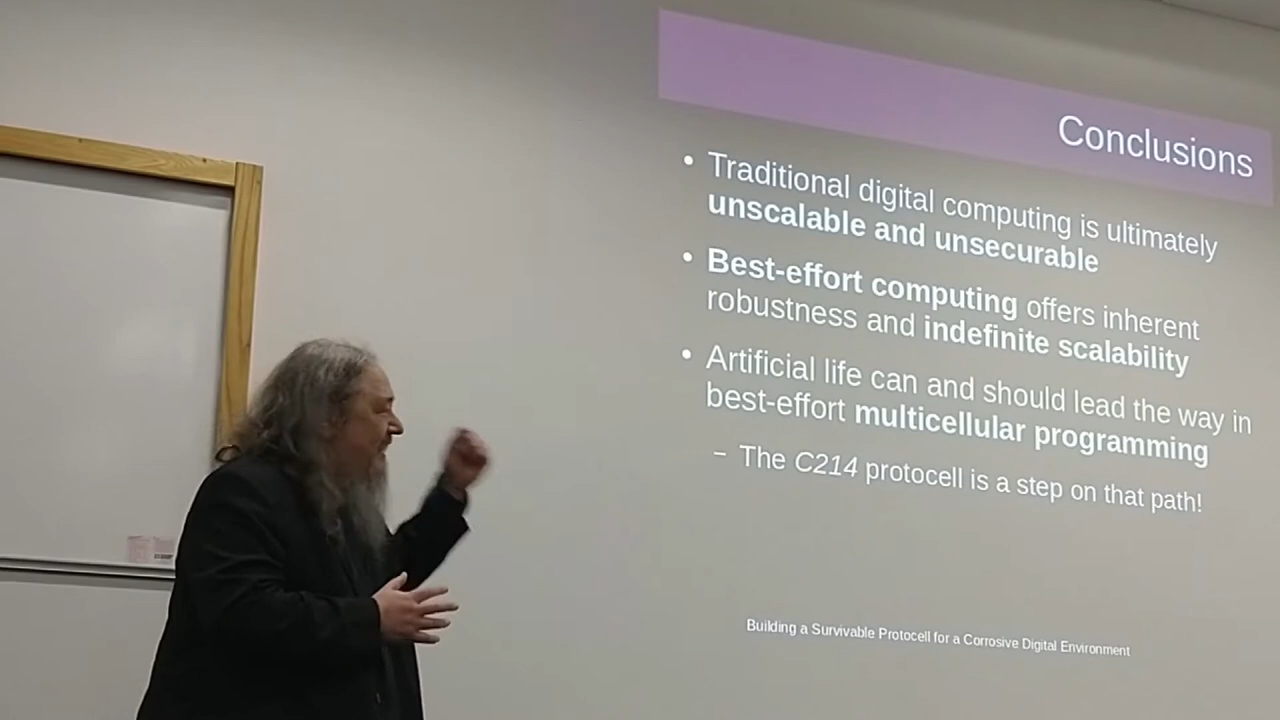 Conclusions
• Traditional digital computing is ultimately
unscalable and unsecurable
• Best-effort computing offers inherent
robustness and indefinite scalability
• Artificial life can and should lead the way in
best-effort multicellular programming
– The C214 protocell is a step on that path!
Building a Survivable Protocell for a Corrosive Digital Environment